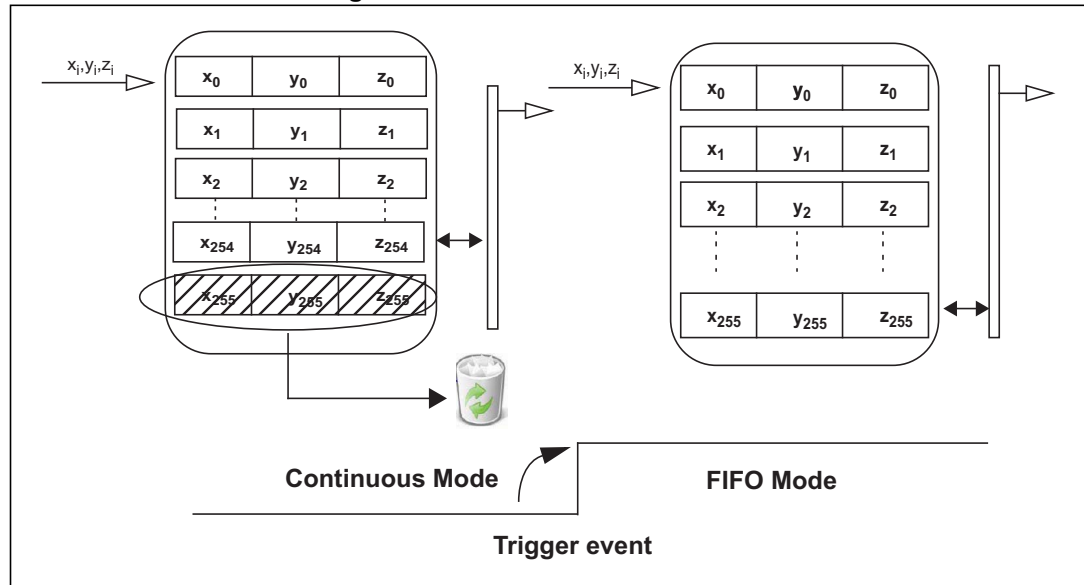 xi,yi,zi
x0 y0 z0
x1 y1 z1
x2 y2 z2
x254 y254 z254
x255 y255 z255
xi,yi,zi
x0 y0 z0
x1 y1 z1
x2 y2 z2
x255 y255 z255
Continuous Mode
FIFO Mode
Trigger event